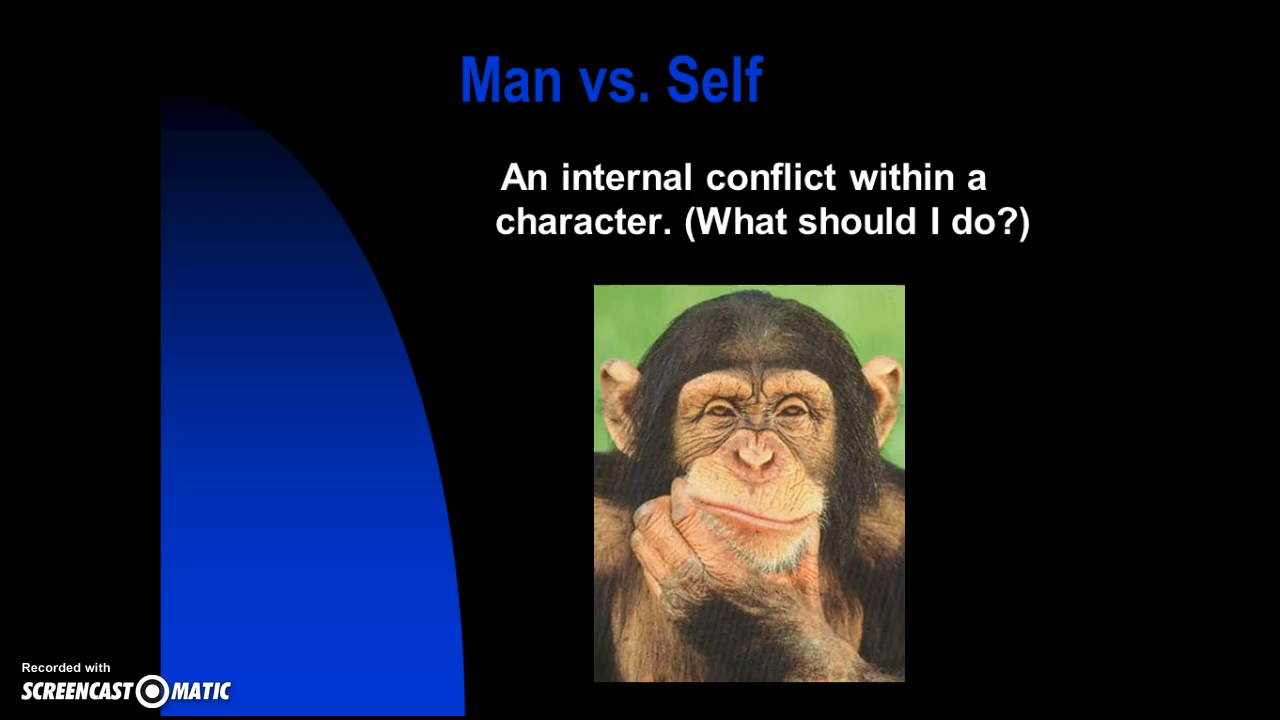 Man vs. Self
An internal conflict within a
character. (What should I do?)
Recorded with
SCREENCAST MATIC